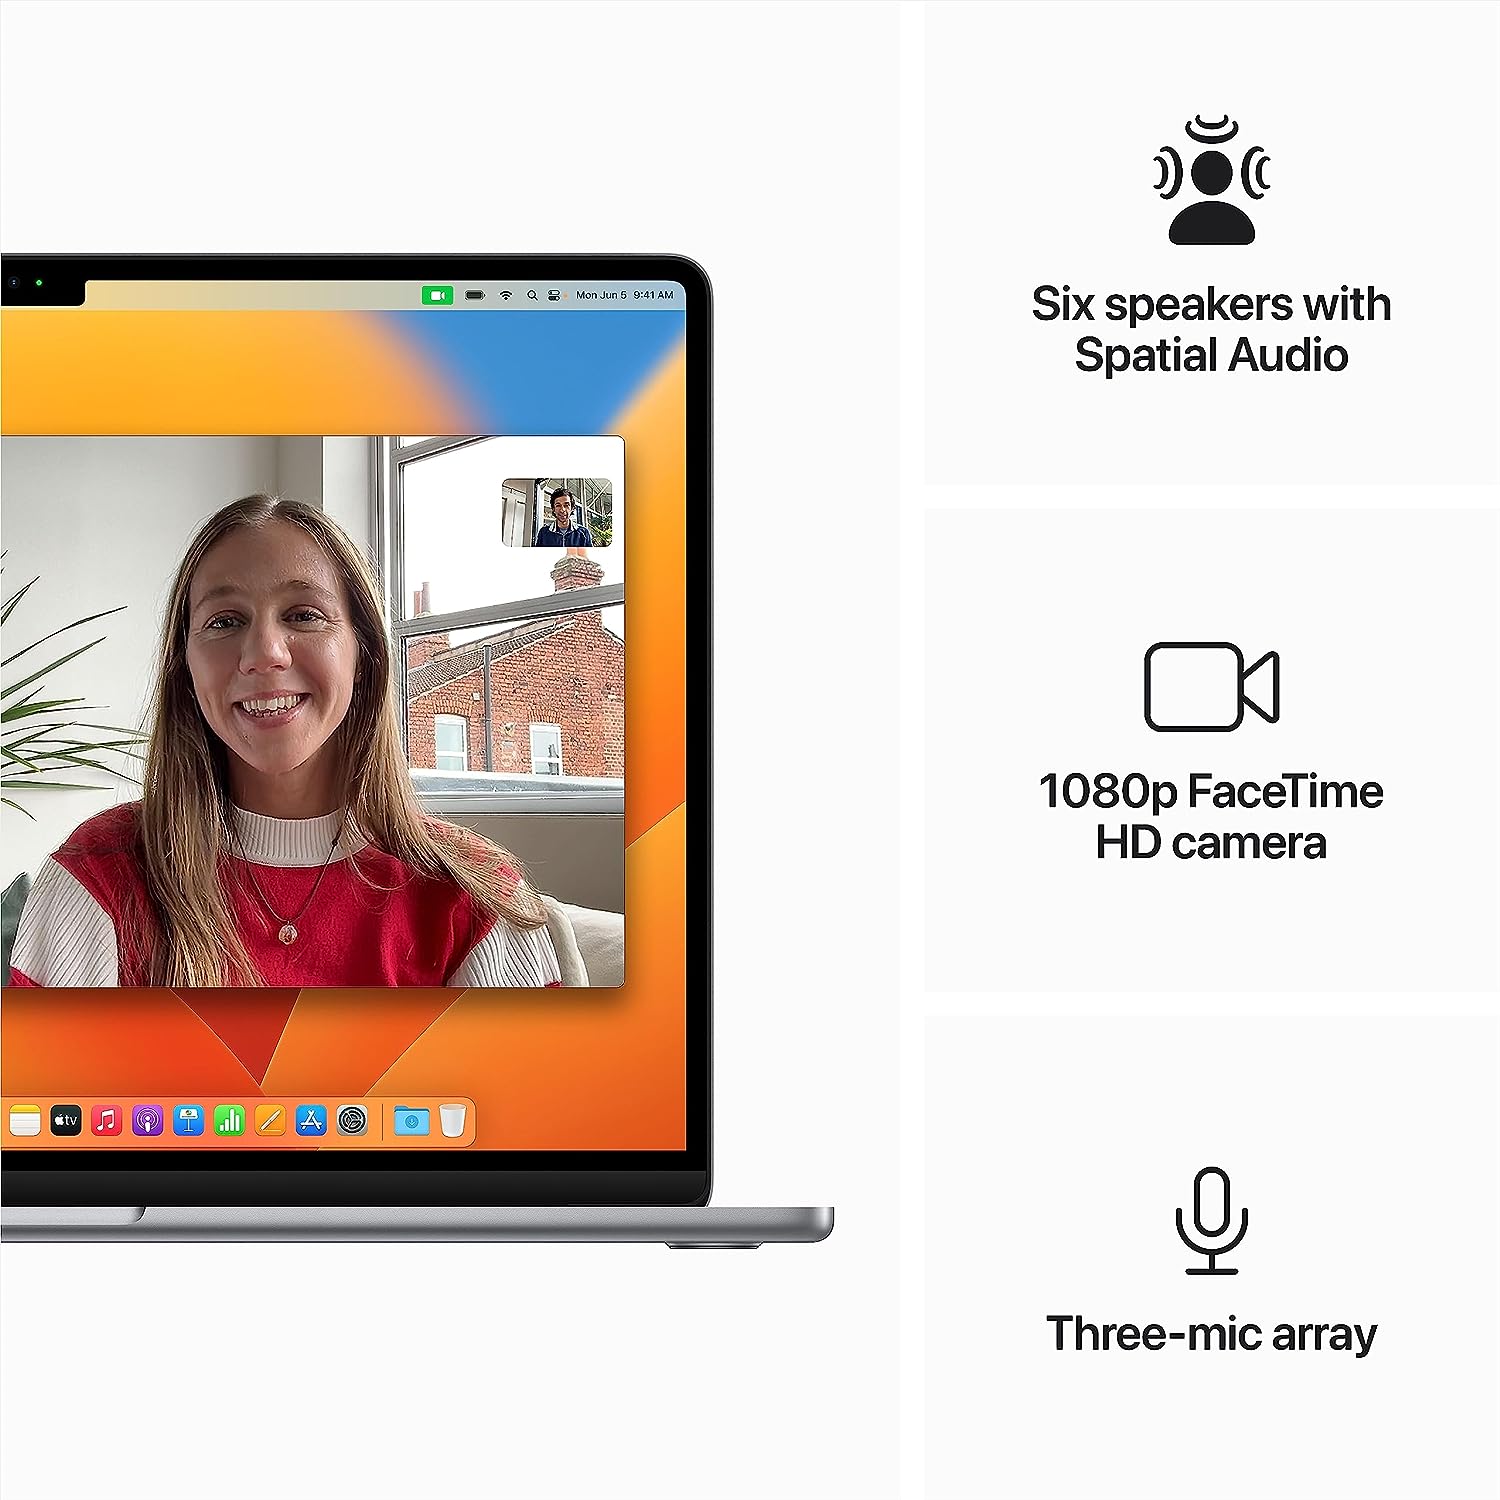 Mon Jun 5 9:41 AM
tv
Six speakers with
Spatial Audio
1080p FaceTime
HD camera
Three-mic array